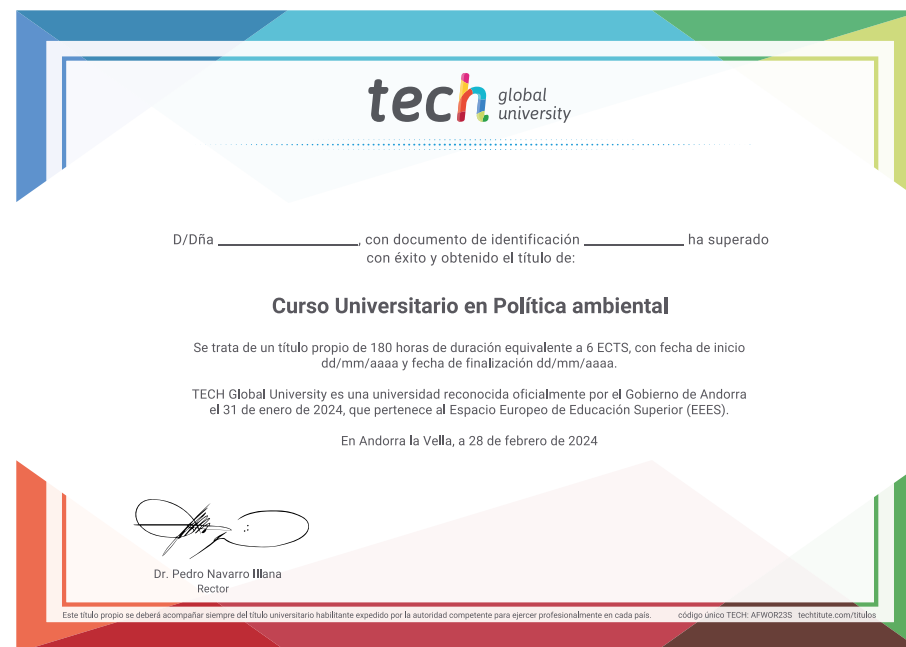 tech global university
D/Dña ______________, con documento de identificación __________ ha superado
con éxito y obtenido el título de:
Curso Universitario en Política ambiental
Se trata de un título propio de 180 horas de duración equivalente a 6 ECTS, con fecha de inicio
dd/mm/aaaa y fecha de finalización dd/mm/aaaa.
TECH Global University es una universidad reconocida oficialmente por el Gobierno de Andorra
el 31 de enero de 2024, que pertenece al Espacio Europeo de Educación Superior (EEES).
En Andorra la Vella, a 28 de febrero de 2024
Dr. Pedro Navarro Illana
Rector
Este título propio se deberá acompañar siempre del título universitario habilitante expedido por la autoridad competente para ejercer profesionalmente en cada país. código único TECH: AFWOR23S techtitute.com/titulos